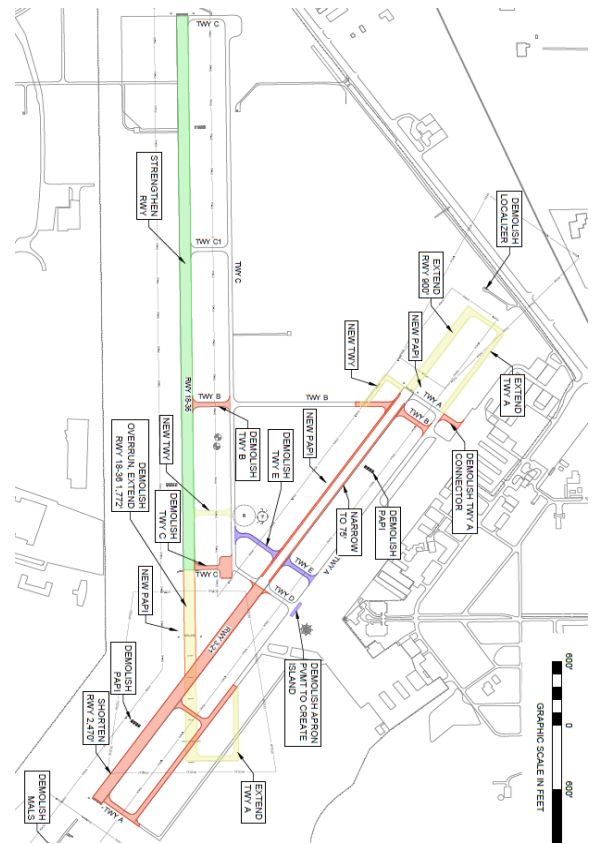 TWY C
STRENGTHEN
RWY
TWY C1
TWY C
RWY 18-36
DEMOLISH
LOCALIZER
EXTEND
RWY 900'
NEW TWY
NEW PAPI
TWY A
EXTEND
TWY A
TWY B
TWY B
TWY B
DEMOLISH TWY A
CONNECTOR
NEW PAPI
DEMOLISH
TWY B
DEMOLISH
TWY E
NARROW
TO 75'
DEMOLISH
PAPI
NEW TWY
DEMOLISH
TWY C
DEMOLISH
OVERRUN, EXTEND
RWY 18-36 1,772'
TWY C
TWY E
TWY A
TWY D
NEW PAPI
RWY 3-21
DEMOLISH APRON
PVMT TO CREATE
ISLAND
DEMOLISH
PAPI
SHORTEN
RWY 2,470'
EXTEND
TWY A
TWY A
DEMOLISH
MALS
600'
0
600'
GRAPHIC SCALE IN FEET